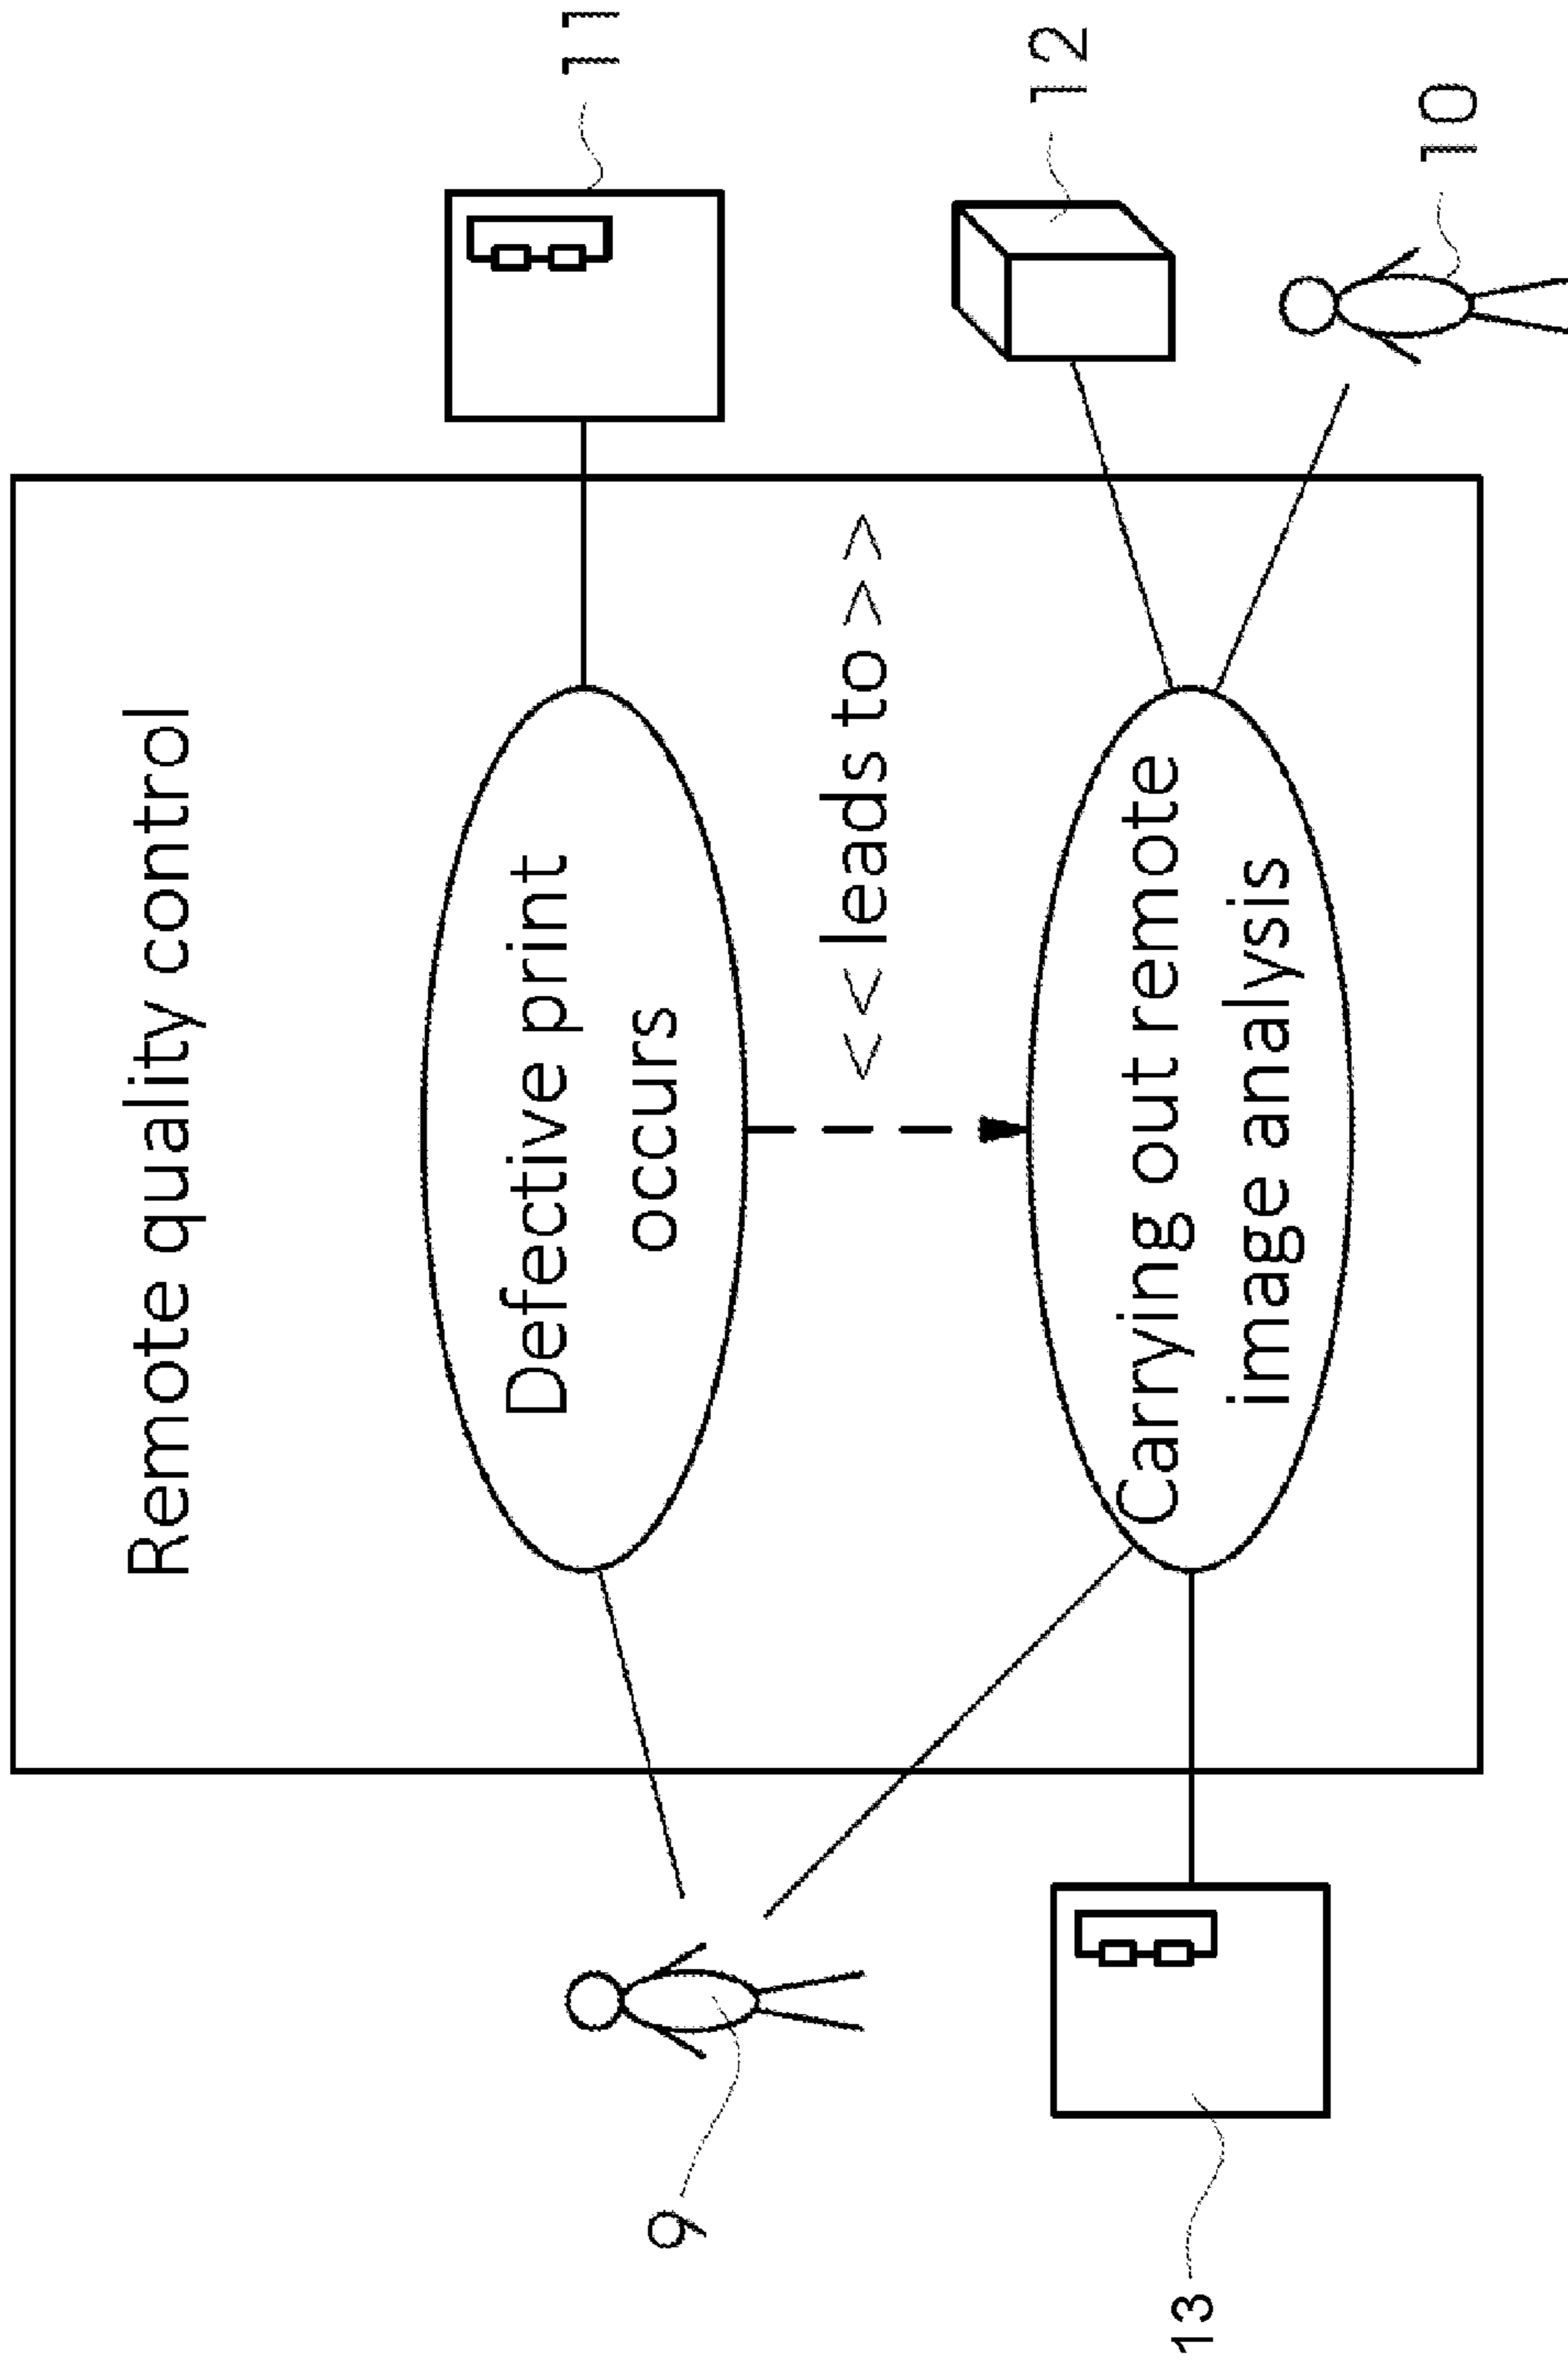 Remote quality control
11
Defective print
occurs
9
<<leads to>>
12
Carrying out remote
image analysis
13
10